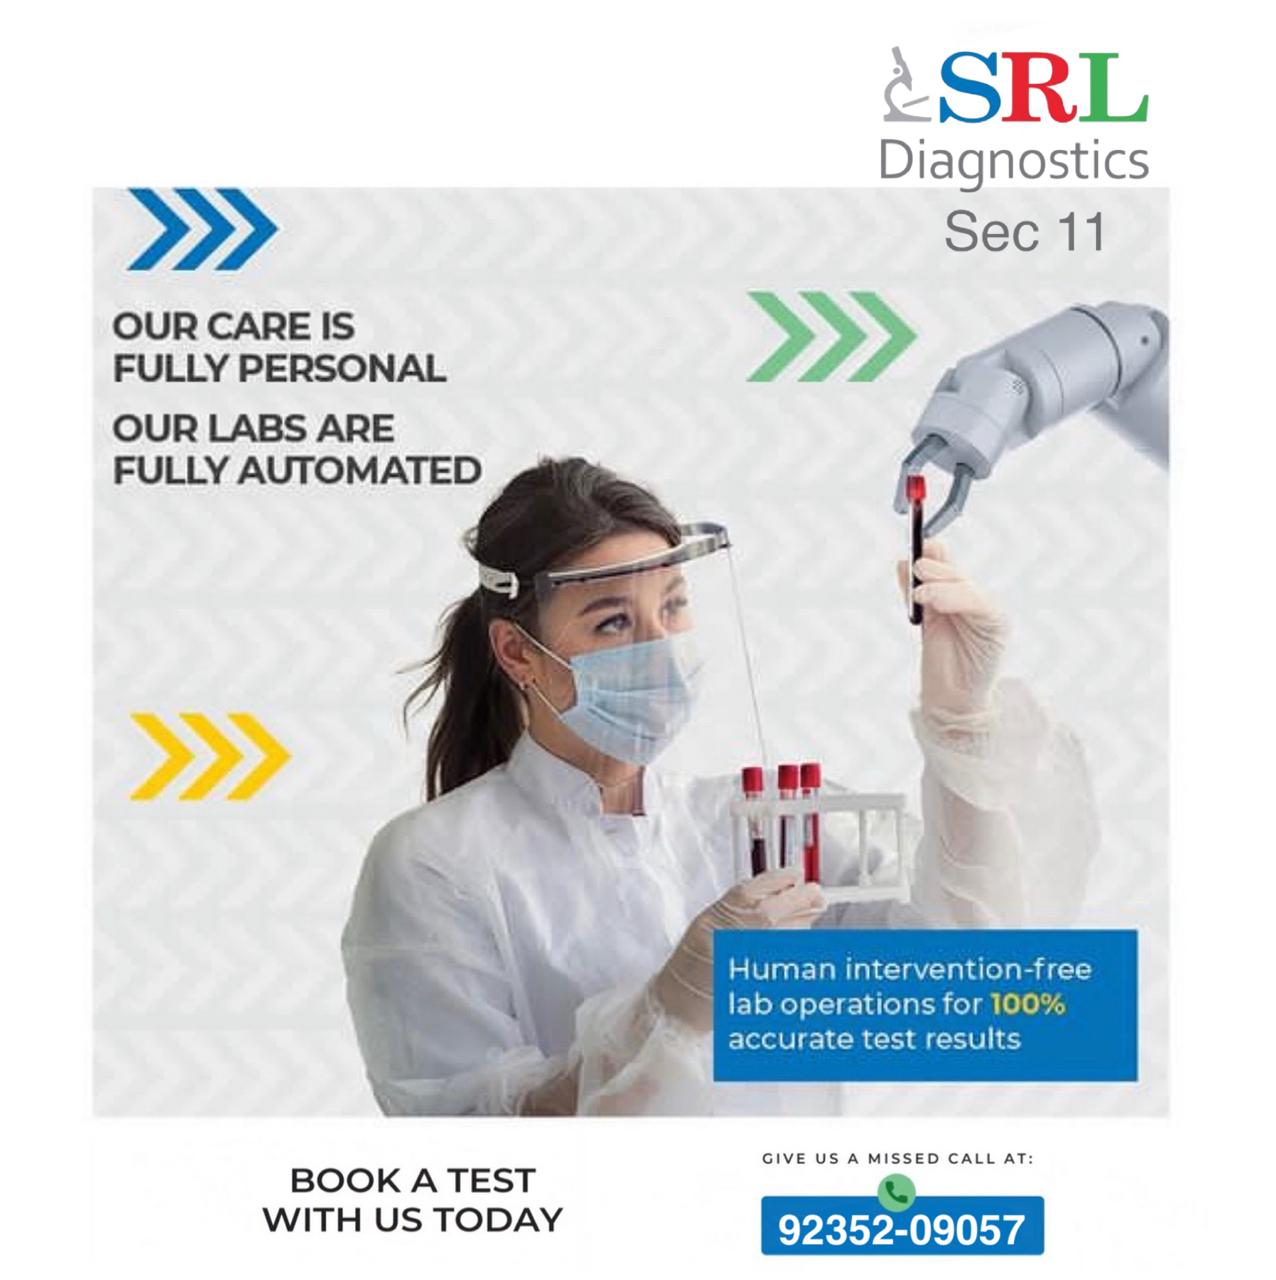 SRL
Diagnostics
Sec 11
OUR CARE IS
FULLY PERSONAL
OUR LABS ARE
FULLY AUTOMATED
Human intervention-free
lab operations for 100%
accurate test results
BOOK A TEST
WITH US TODAY
GIVE US A MISSED CALL AT:
92352-09057